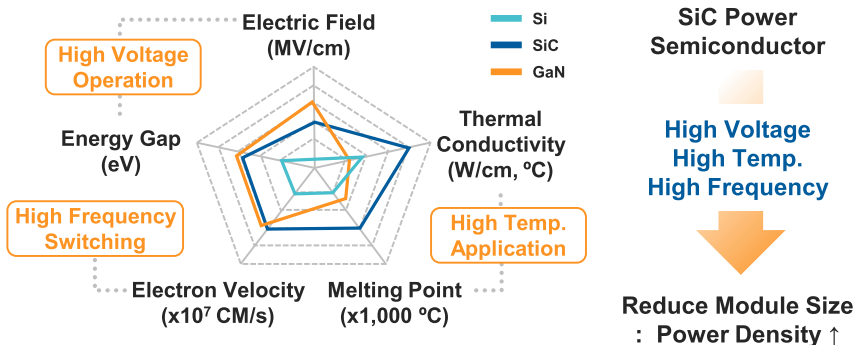 Electric Field
(MV/cm)
Si
SiC
GaN
High Voltage
Operation
Energy Gap
(eV)
Thermal
Conductivity
(W/cm, ºC)
High Frequency
Switching
High Temp.
Application
Electron Velocity
(x10⁷ CM/s)
Melting Point
(x1,000 ºC)
SiC Power
Semiconductor
High Voltage
High Temp.
High Frequency
Reduce Module Size
: Power Density ↑